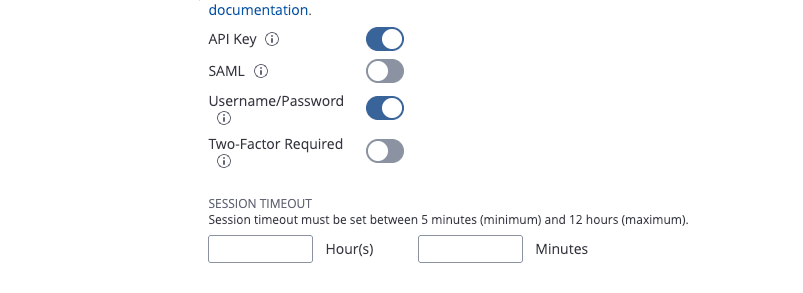 documentation.
API Key
SAML
Username/Password
Two-Factor Required
SESSION TIMEOUT
Session timeout must be set between 5 minutes (minimum) and 12 hours (maximum).
Hour(s) Minutes